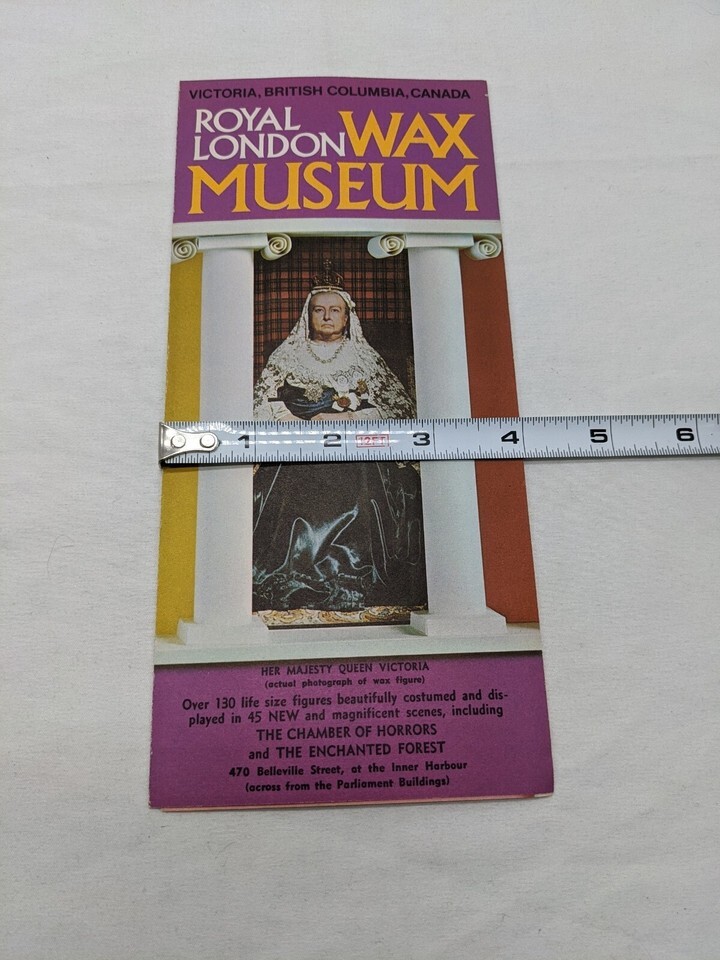 VICTORIA, BRITISH COLUMBIA, CANADA
ROYAL LONDON WAX
MUSEUM
1 2 12FT 3 4 5 6
HER MAJESTY QUEEN VICTORIA
(actual photograph of wax figure)
Over 130 life size figures beautifully costumed and dis-
played in 45 NEW and magnificent scenes, including
THE CHAMBER OF HORRORS
and THE ENCHANTED FOREST
470 Belleville Street, at the Inner Harbour
(across from the Parliament Buildings)